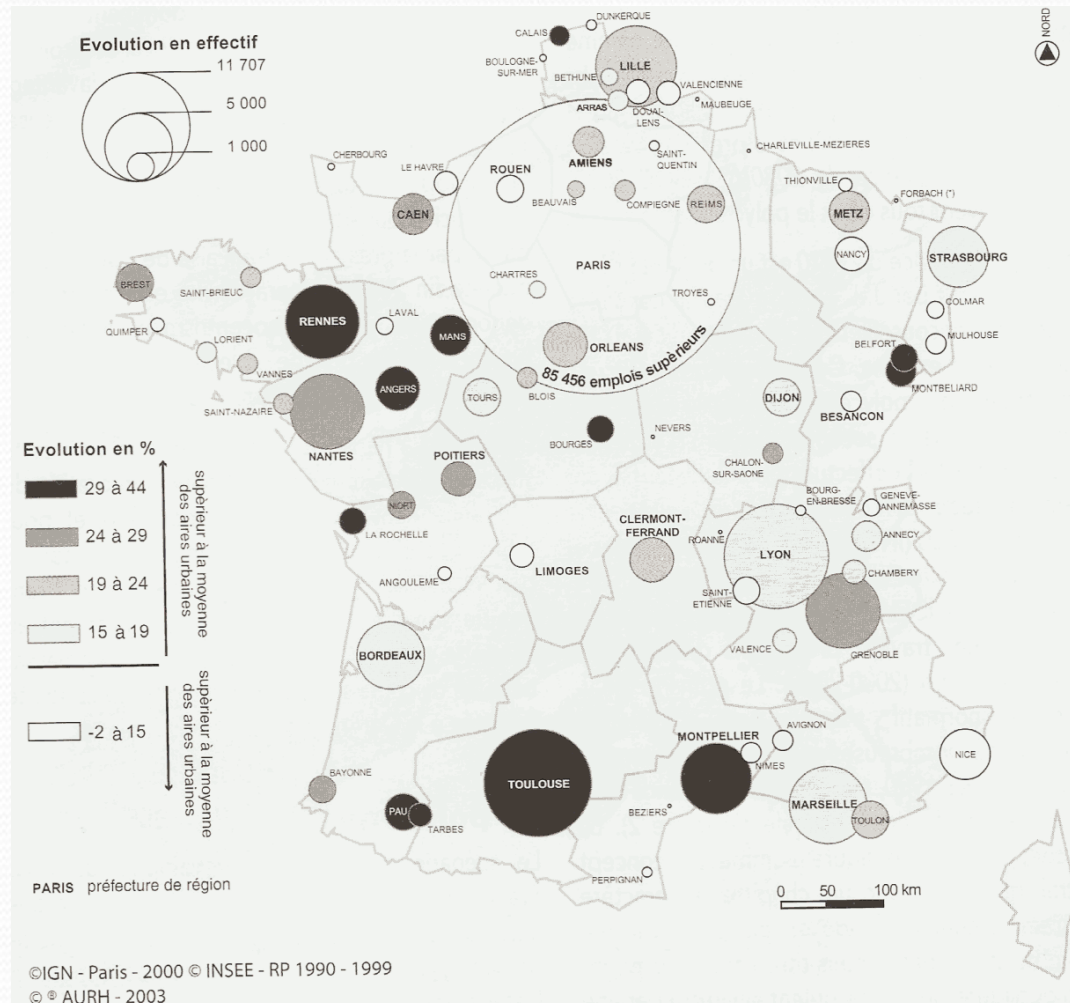 Evolution en effectif
11 707
5 000
1 000
NORD
DUNKERQUE
CALAIS
BOULOGNE-
SUR-MER
BETHUNE
LILLE
VALENCIENNE
ARRAS
DOUAI-
LENS
MAUBEUGE
CHERBOURG
LE HAVRE
ROUEN
AMIENS
SAINT-
QUENTIN
CHARLEVILLE-MEZIERES
THIONVILLE
FORBACH (*)
CAEN
BEAUVAIS
COMPIEGNE
REIMS
METZ
NANCY
STRASBOURG
PARIS
BREST
SAINT-BRIEUC
CHARTRES
TROYES
COLMAR
QUIMPER
RENNES
LAVAL
MANS
ORLEANS
MULHOUSE
LORIENT
BELFORT
VANNES
ANGERS
85 456 emplois supèrieurs
MONTBELIARD
SAINT-NAZAIRE
TOURS
BLOIS
DIJON
BESANCON
NANTES
BOURGES
NEVERS
POITIERS
CHALON-
SUR-SAONE
Evolution en %
29 à 44
24 à 29
19 à 24
15 à 19
supèrieur à la moyenne
des aires urbaines
-2 à 15
supèrieur à la moyenne
des aires urbaines
NIORT
LA ROCHELLE
CLERMONT-
FERRAND
ROANNE
BOURG-
EN-BRESSE
GENEVE-
ANNEMASSE
LYON
ANNECY
ANGOULEME
LIMOGES
CHAMBERY
SAINT-
ETIENNE
BORDEAUX
VALENCE
GRENOBLE
MONTPELLIER
AVIGNON
NIMES
NICE
BAYONNE
TOULOUSE
PAU
TARBES
BEZIERS
MARSEILLE
TOULON
PERPIGNAN
PARIS préfecture de région
0 50 100 km
©IGN - Paris - 2000 © INSEE - RP 1990 - 1999
© ® AURH - 2003